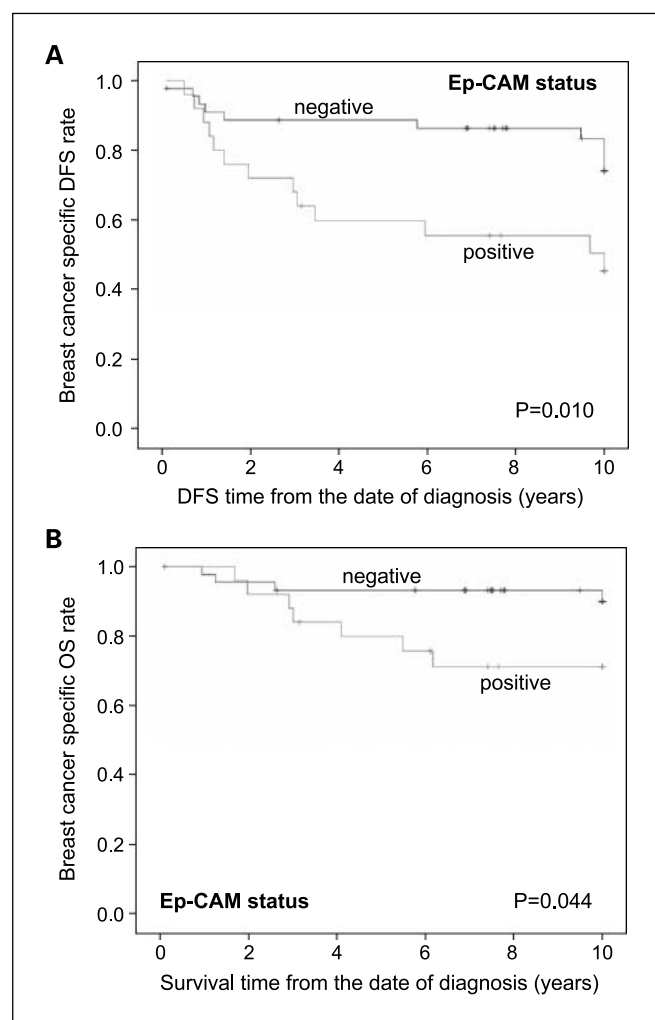 A
Ep-CAM status
negative
positive
P=0.010
Breast cancer specific DFS rate
1.0
0.8
0.6
0.4
0.2
0.0
0 2 4 6 8 10
DFS time from the date of diagnosis (years)
B
negative
positive
Ep-CAM status
P=0.044
Breast cancer specific OS rate
1.0
0.8
0.6
0.4
0.2
0.0
0 2 4 6 8 10
Survival time from the date of diagnosis (years)